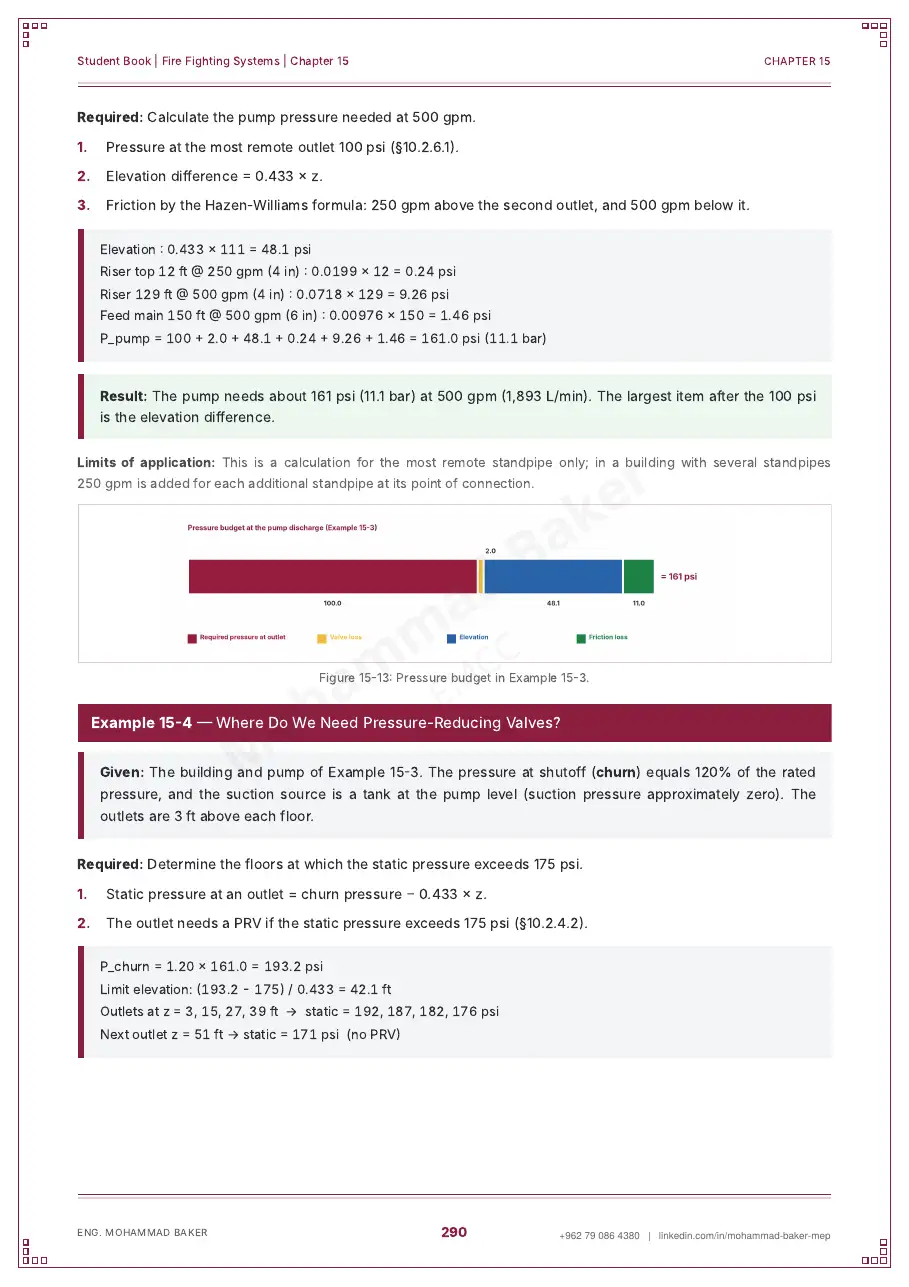 Student Book | Fire Fighting Systems | Chapter 15
CHAPTER 15
Required: Calculate the pump pressure needed at 500 gpm.
1. Pressure at the most remote outlet 100 psi (§10.2.6.1).
2. Elevation difference = 0.433 × z.
3. Friction by the Hazen-Williams formula: 250 gpm above the second outlet, and 500 gpm below it.
Elevation : 0.433 × 111 = 48.1 psi
Riser top 12 ft @ 250 gpm (4 in) : 0.0199 × 12 = 0.24 psi
Riser 129 ft @ 500 gpm (4 in) : 0.0718 × 129 = 9.26 psi
Feed main 150 ft @ 500 gpm (6 in) : 0.00976 × 150 = 1.46 psi
P_pump = 100 + 2.0 + 48.1 + 0.24 + 9.26 + 1.46 = 161.0 psi (11.1 bar)
Result: The pump needs about 161 psi (11.1 bar) at 500 gpm (1,893 L/min). The largest item after the 100 psi
is the elevation difference.
Limits of application: This is a calculation for the most remote standpipe only; in a building with several standpipes
250 gpm is added for each additional standpipe at its point of connection.
Pressure budget at the pump discharge (Example 15-3)
2.0
= 161 psi
100.0
48.1
11.0
Required pressure at outlet
Valve loss
Elevation
Friction loss
Mohammad Baker
EMCC
Figure 15-13: Pressure budget in Example 15-3.
Example 15-4 — Where Do We Need Pressure-Reducing Valves?
Given: The building and pump of Example 15-3. The pressure at shutoff (churn) equals 120% of the rated
pressure, and the suction source is a tank at the pump level (suction pressure approximately zero). The
outlets are 3 ft above each floor.
Required: Determine the floors at which the static pressure exceeds 175 psi.
1. Static pressure at an outlet = churn pressure − 0.433 × z.
2. The outlet needs a PRV if the static pressure exceeds 175 psi (§10.2.4.2).
P_churn = 1.20 × 161.0 = 193.2 psi
Limit elevation: (193.2 - 175) / 0.433 = 42.1 ft
Outlets at z = 3, 15, 27, 39 ft → static = 192, 187, 182, 176 psi
Next outlet z = 51 ft → static = 171 psi (no PRV)
ENG. MOHAMMAD BAKER
290
+962 79 086 4380 | linkedin.com/in/mohammad-baker-mep